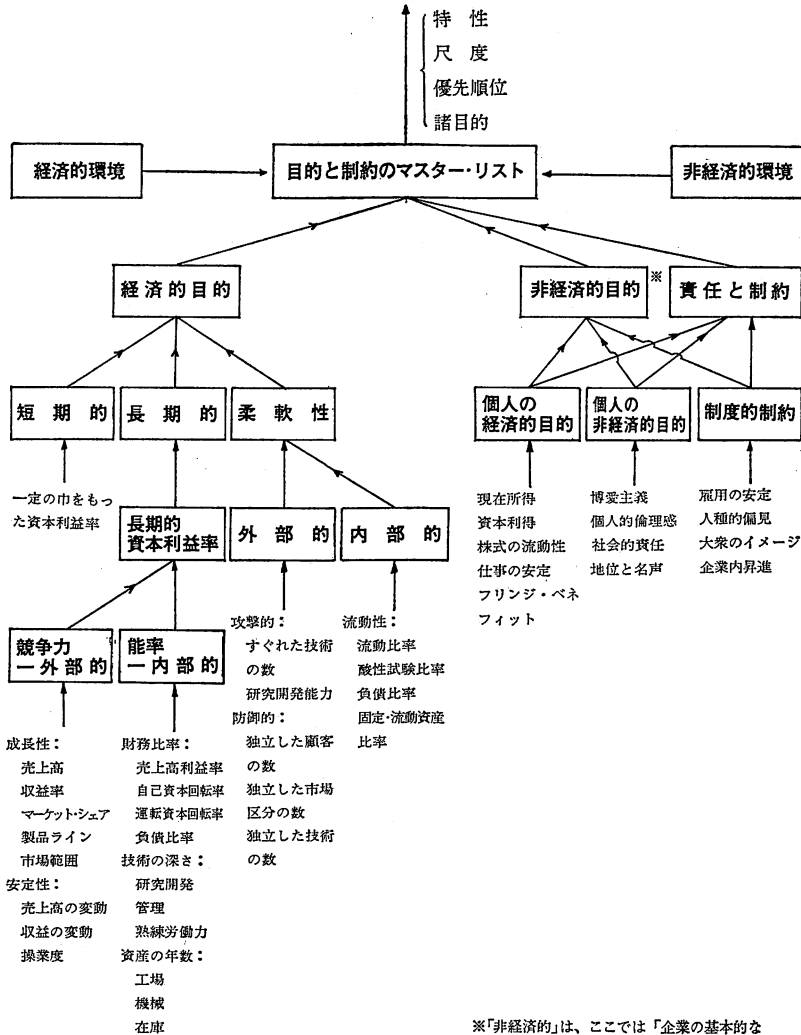 特性
尺度
優先順位
諸目的
経済的環境
目的と制約のマスター・リスト
非経済的環境
経済的目的
非経済的目的
※
責任と制約
短期的
長期的
柔軟性
個人の
経済的目的
個人の
非経済的目的
制度的制約
一定の巾をもっ
た資本利益率
長期的
資本利益率
外部的
内部的
現在所得
資本利得
株式の流動性
仕事の安定
フリンジ・ベネ
フィット
博愛主義
個人的倫理感
社会的責任
地位と名声
雇用の安定
人種的偏見
大衆のイメージ
企業内昇進
競争力
―外部的
能率
―内部的
攻撃的:
すぐれた技術
の数
研究開発能力
防御的:
独立した顧客
の数
独立した市場
区分の数
独立した技術
の数
流動性:
流動比率
酸性試験比率
負債比率
固定・流動資産
比率
成長性:
売上高
収益率
マーケット・シェア
製品ライン
市場範囲
安定性:
売上高の変動
収益の変動
操業度
財務比率:
売上高利益率
自己資本回転率
運転資本回転率
負債比率
技術の深さ:
研究開発
管理
熟練労働力
資産の年数:
工場
機械
在庫
※「非経済的」は、ここでは「企業の基本的な